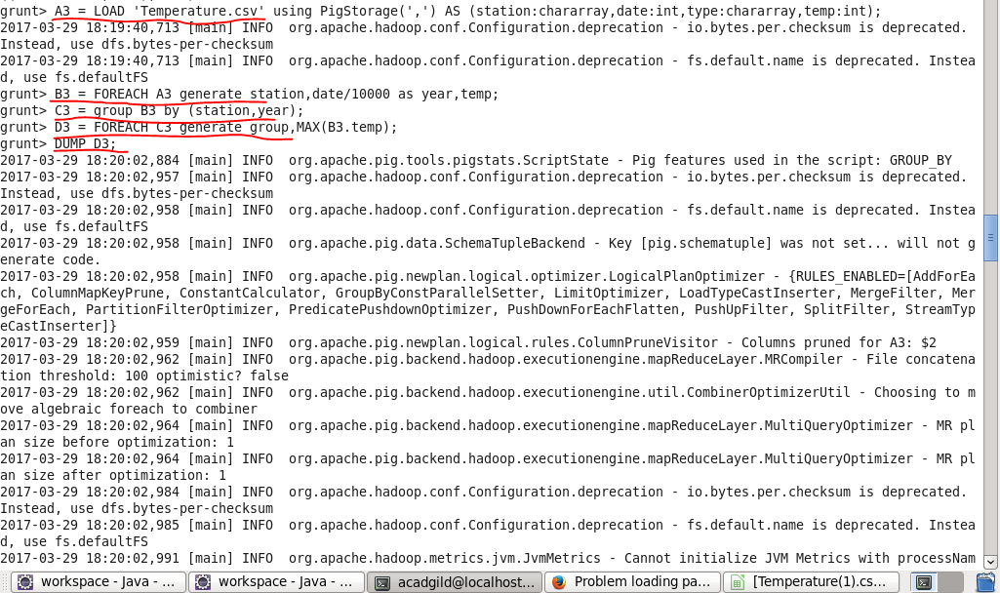 grunt> A3 = LOAD 'Temperature.csv' using PigStorage(',') AS (station:chararray,date:int,type:chararray,temp:int);
2017-03-29 18:19:40,713 [main] INFO  org.apache.hadoop.conf.Configuration.deprecation - io.bytes.per.checksum is deprecated.
Instead, use dfs.bytes-per-checksum
2017-03-29 18:19:40,713 [main] INFO  org.apache.hadoop.conf.Configuration.deprecation - fs.default.name is deprecated. Instea
d, use fs.defaultFS
grunt> B3 = FOREACH A3 generate station,date/10000 as year,temp;
grunt> C3 = group B3 by (station,year);
grunt> D3 = FOREACH C3 generate group,MAX(B3.temp);
grunt> DUMP D3;
2017-03-29 18:20:02,884 [main] INFO  org.apache.pig.tools.pigstats.ScriptState - Pig features used in the script: GROUP_BY
2017-03-29 18:20:02,957 [main] INFO  org.apache.hadoop.conf.Configuration.deprecation - io.bytes.per.checksum is deprecated.
Instead, use dfs.bytes-per-checksum
2017-03-29 18:20:02,958 [main] INFO  org.apache.hadoop.conf.Configuration.deprecation - fs.default.name is deprecated. Instea
d, use fs.defaultFS
2017-03-29 18:20:02,958 [main] INFO  org.apache.pig.data.SchemaTupleBackend - Key [pig.schematuple] was not set... will not g
enerate code.
2017-03-29 18:20:02,958 [main] INFO  org.apache.pig.newplan.logical.optimizer.LogicalPlanOptimizer - {RULES_ENABLED=[AddForEa
ch, ColumnMapKeyPrune, ConstantCalculator, GroupByConstParallelSetter, LimitOptimizer, LoadTypeCastInserter, MergeFilter, Mer
geForEach, PartitionFilterOptimizer, PredicatePushdownOptimizer, PushDownForEachFlatten, PushUpFilter, SplitFilter, StreamTyp
eCastInserter]}
2017-03-29 18:20:02,959 [main] INFO  org.apache.pig.newplan.logical.rules.ColumnPruneVisitor - Columns pruned for A3: $2
2017-03-29 18:20:02,962 [main] INFO  org.apache.pig.backend.hadoop.executionengine.mapReduceLayer.MRCompiler - File concatena
tion threshold: 100 optimistic? false
2017-03-29 18:20:02,962 [main] INFO  org.apache.pig.backend.hadoop.executionengine.util.CombinerOptimizerUtil - Choosing to m
ove algebraic foreach to combiner
2017-03-29 18:20:02,964 [main] INFO  org.apache.pig.backend.hadoop.executionengine.mapReduceLayer.MultiQueryOptimizer - MR pl
an size before optimization: 1
2017-03-29 18:20:02,964 [main] INFO  org.apache.pig.backend.hadoop.executionengine.mapReduceLayer.MultiQueryOptimizer - MR pl
an size after optimization: 1
2017-03-29 18:20:02,984 [main] INFO  org.apache.hadoop.conf.Configuration.deprecation - io.bytes.per.checksum is deprecated.
Instead, use dfs.bytes-per-checksum
2017-03-29 18:20:02,985 [main] INFO  org.apache.hadoop.conf.Configuration.deprecation - fs.default.name is deprecated. Instea
d, use fs.defaultFS
2017-03-29 18:20:02,991 [main] INFO  org.apache.hadoop.metrics.jvm.JvmMetrics - Cannot initialize JVM Metrics with processNam
workspace - Java - ... workspace - Java - ... acadgild@localhost... Problem loading pa... [Temperature(1).cs...